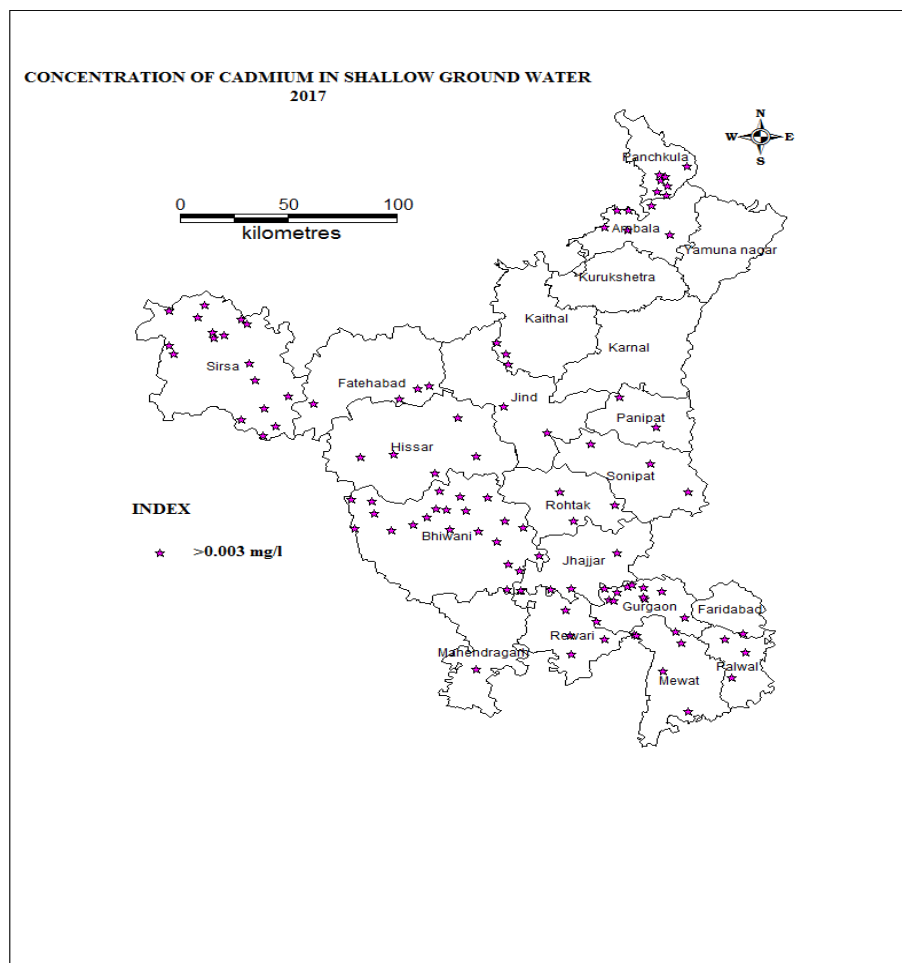 CONCENTRATION OF CADMIUM IN SHALLOW GROUND WATER
2017
N
W E
S
Panchkula
0 50 100
kilometres
Ambala
Yamuna nagar
Kurukshetra
Kaithal
Karnal
Sirsa
Fatehabad
Jind
Panipat
Hissar
Sonipat
INDEX
Rohtak
>0.003 mg/l
Bhiwani
Jhajjar
Gurgaon
Faridabad
Rewari
Mahendragarh
Palwal
Mewat